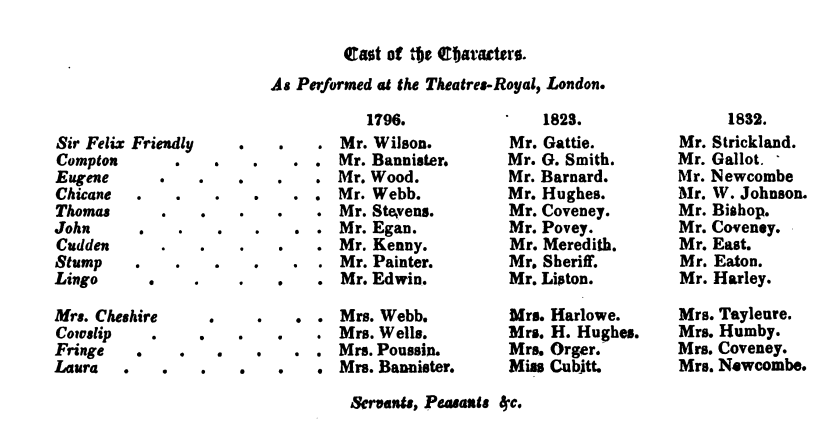 Cast of the Characters.
As Performed at the Theatres-Royal, London.
1796. 1823. 1832.
Sir Felix Friendly . . . Mr. Wilson. Mr. Gattie. Mr. Strickland.
Compton . . . . . Mr. Bannister. Mr. G. Smith. Mr. Gallot.
Eugene . . . . . Mr. Wood. Mr. Barnard. Mr. Newcombe
Chicane . . . . . . Mr. Webb. Mr. Hughes. Mr. W. Johnson.
Thomas . . . . . Mr. Stevens. Mr. Coveney. Mr. Bishop.
John . . . . . . Mr. Egan. Mr. Povey. Mr. Coveney.
Cudden . . . . . Mr. Kenny. Mr. Meredith. Mr. East.
Stump . . . . . . Mr. Painter. Mr. Sheriff. Mr. Eaton.
Lingo . . . . . Mr. Edwin. Mr. Liston. Mr. Harley.
Mrs. Cheshire . . . . Mrs. Webb. Mrs. Harlowe. Mrs. Tayleure.
Cowslip . . . . . Mrs. Wells. Mrs. H. Hughes. Mrs. Humby.
Fringe . . . . . . Mrs. Poussin. Mrs. Orger. Mrs. Coveney.
Laura . . . . . . Mrs. Bannister. Miss Cubitt. Mrs. Newcombe.
Servants, Peasants &c.